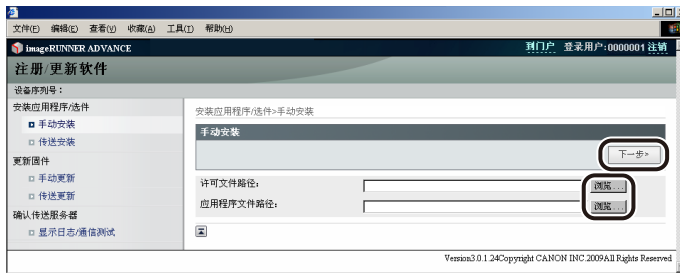 文件(F) 编辑(E) 查看(V) 收藏(A) 工具(T) 帮助(H)
imageRUNNER ADVANCE 到门户 登录用户:0000001 注销
注册/更新软件
设备序列号：
安装应用程序/选件
手动安装
传送安装
更新固件
手动更新
传送更新
确认传送服务器
显示日志/通信测试
安装应用程序/选件>手动安装
手动安装
下一步>
许可文件路径： 浏览...
应用程序文件路径： 浏览...
Version3.0.1.24Copyright CANON INC.2009All Rights Reserved